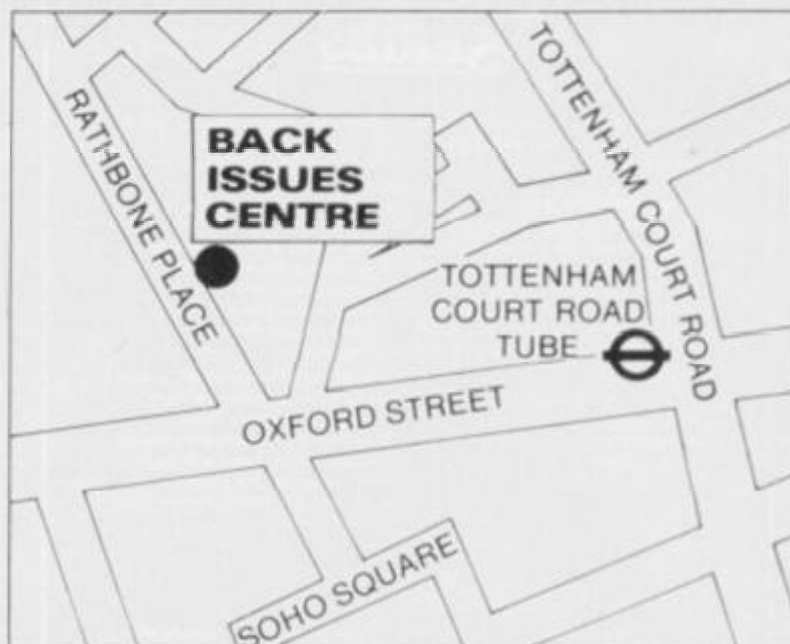 RATHBONE PLACE
BACK
ISSUES
CENTRE
TOTTENHAM COURT ROAD
TOTTENHAM
COURT ROAD
TUBE
OXFORD STREET
SOHO SQUARE